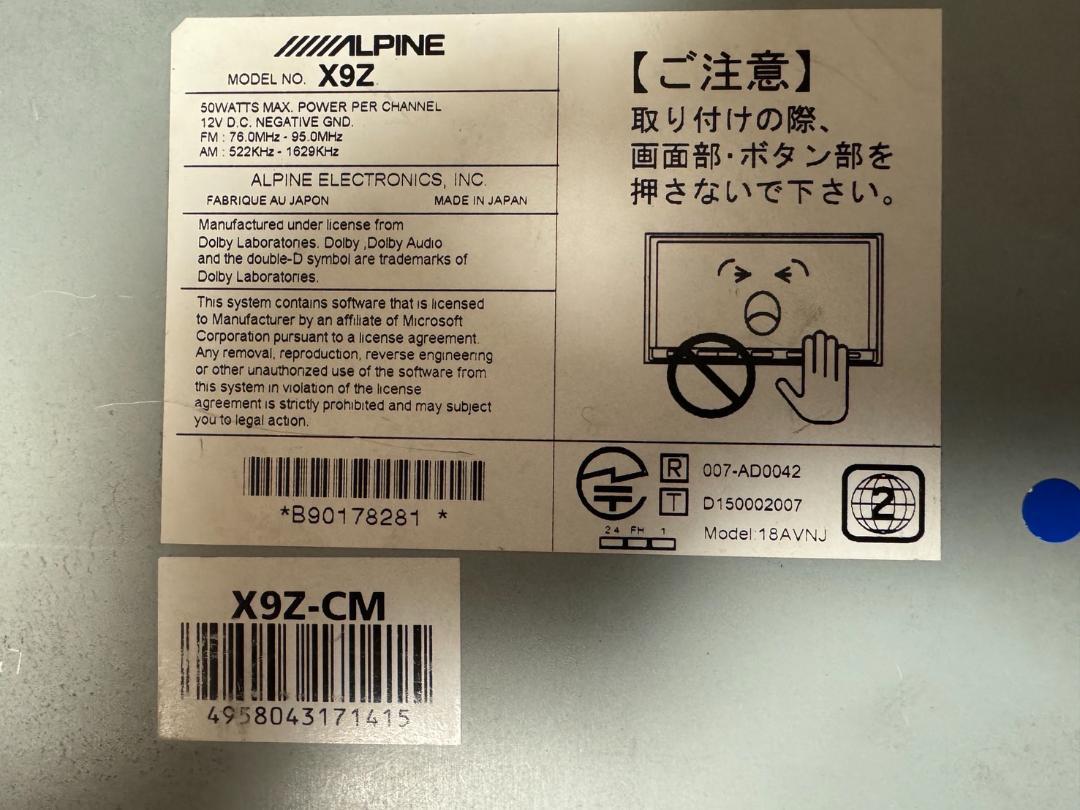 ALPINE
MODEL NO. X9Z
50WATTS MAX. POWER PER CHANNEL
12V D.C. NEGATIVE GND.
FM : 76.0MHz - 95.0MHz
AM : 522KHz - 1629KHz
ALPINE ELECTRONICS, INC.
FABRIQUE AU JAPON MADE IN JAPAN
Manufactured under license from
Dolby Laboratories. Dolby ,Dolby Audio
and the double-D symbol are trademarks of
Dolby Laboratories.
This system contains software that is licensed
to Manufacturer by an affiliate of Microsoft
Corporation pursuant to a license agreement.
Any removal, reproduction, reverse engineering
or other unauthorized use of the software from
this system in violation of the license
agreement is strictly prohibited and may subject
you to legal action.
*B90178281 *
【ご注意】
取り付けの際、
画面部・ボタン部を
押さないで下さい。
R 007-AD0042
T D150002007
2.4 FH 1
Model:18AVNJ
2
X9Z-CM
4958043171415